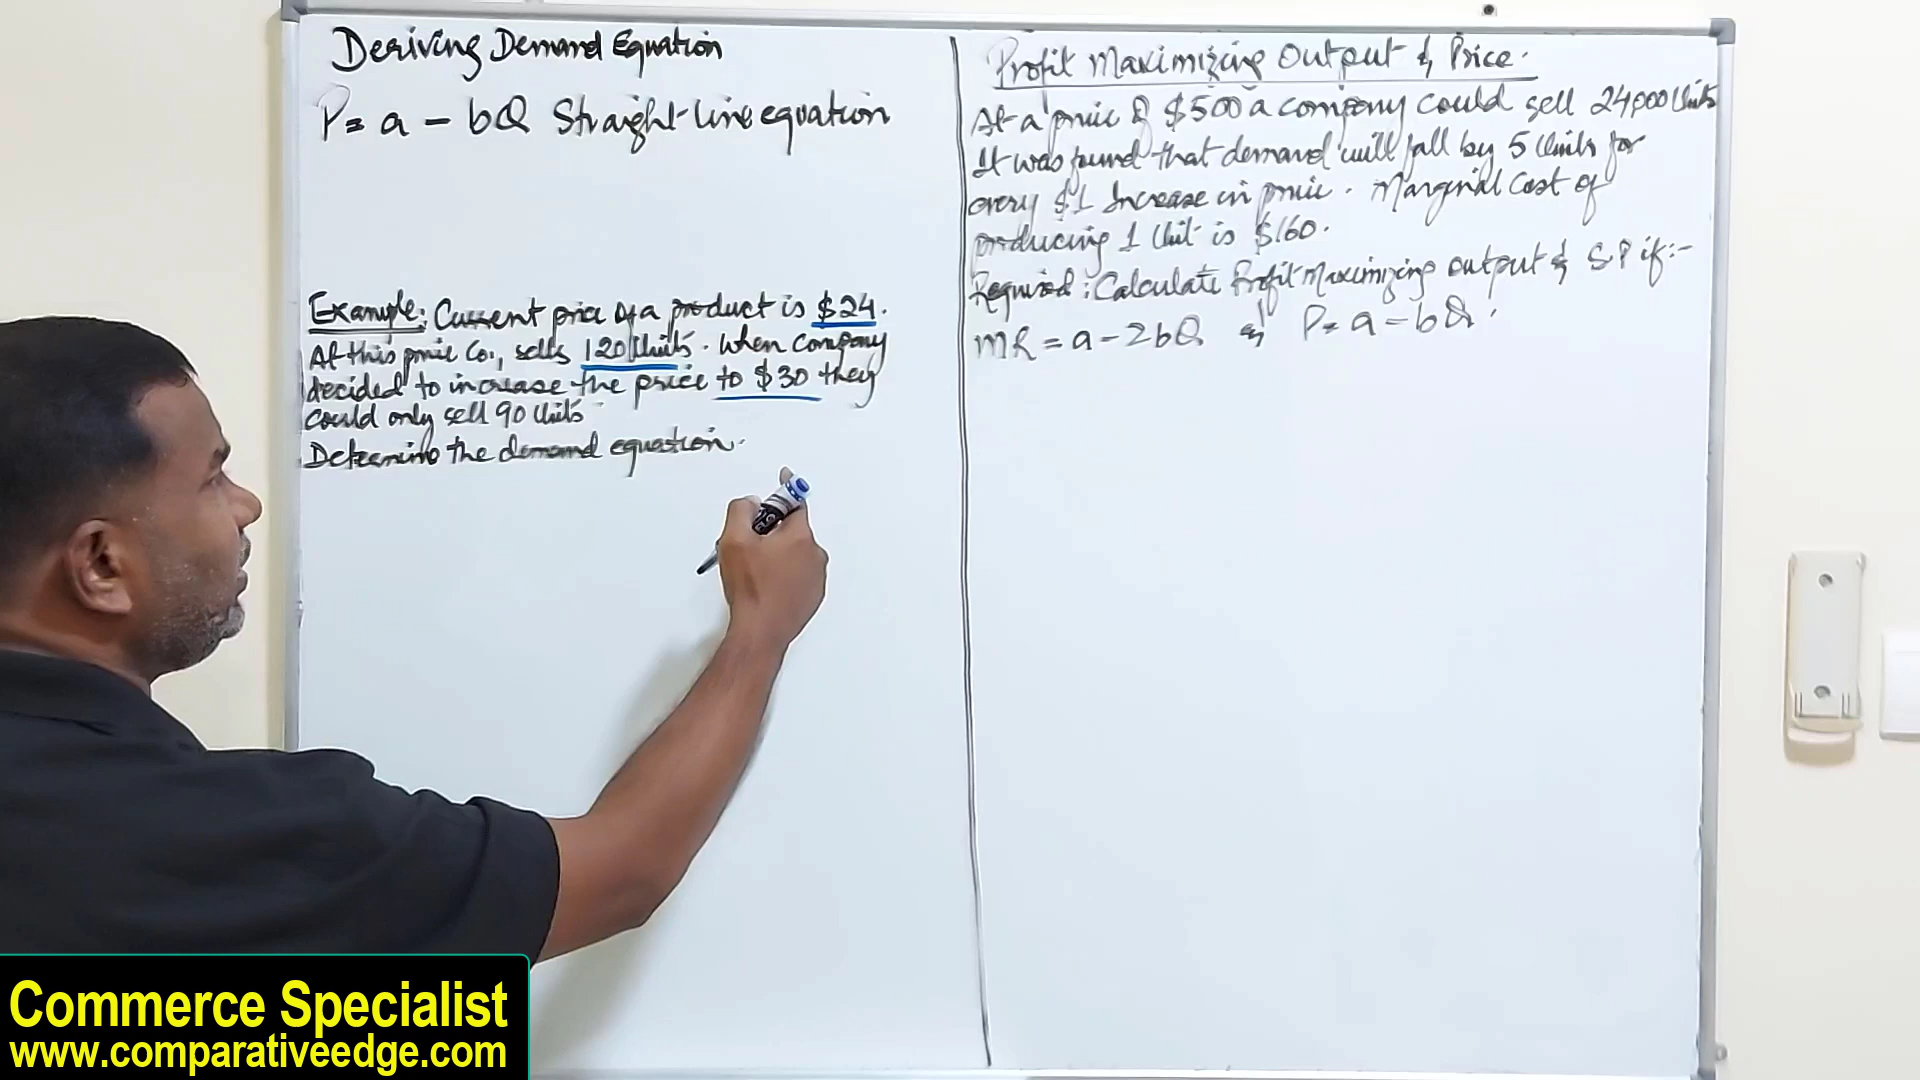 Deriving Demand Equation
P = a - bQ Straight-line equation
Example: Current price of a product is $24.
At this price Co., sells 120 Units. When company
decided to increase the price to $30 they
could only sell 90 Units
Determine the demand equation.
Profit Maximizing Output & Price.
At a price of $500 a company could sell 24000 Units
It was found that demand will fall by 5 Units for
every $1 Increase in price. Marginal Cost of
producing 1 Unit is $160.
Required: Calculate Profit Maximizing output & S.P if:-
MR = a - 2bQ & P = a - bQ.
Commerce Specialist
www.comparativeedge.com